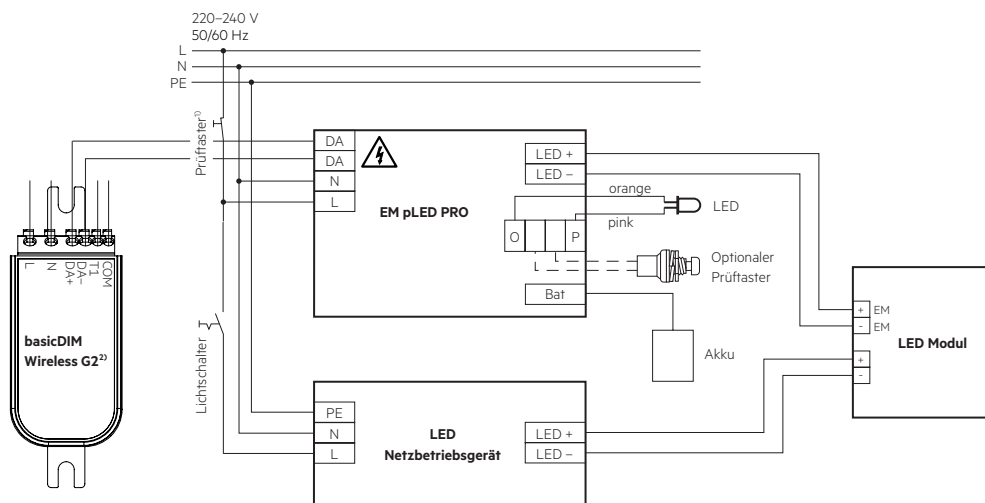 220–240 V
50/60 Hz
L
N
PE
Prüftaster¹⁾
DA
DA
N
L
EM pLED PRO
LED +
LED –
orange
pink
LED
O
P
Optionaler
Prüftaster
Bat
Akku
L
N
DA+
DA–
T1
COM
basicDIM
Wireless G2²⁾
Lichtschalter
+ EM
- EM
LED Modul
+
-
PE
N
L
LED
Netzbetriebsgerät
LED +
LED –